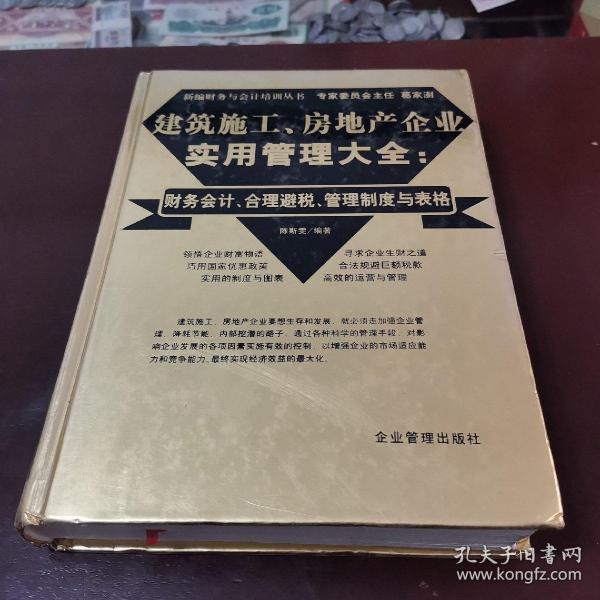 新编财务与会计培训丛书 专家委员会主任 葛家澍
建筑施工、房地产企业
实用管理大全：
财务会计、合理避税、管理制度与表格
陈斯雯/编著
领悟企业财富物语 寻求企业生财之道
巧用国家优惠政策 合法规避巨额税款
实用的制度与图表 高效的运营与管理
建筑施工、房地产企业要想生存和发展，就必须走加强企业管
理、降耗节能、内部挖潜的路子，通过各种科学的管理手段，对影
响企业发展的各项因素实施有效的控制，以增强企业的市场适应能
力和竞争能力，最终实现经济效益的最大化。
企业管理出版社
孔夫子旧书网
www.kongfz.com